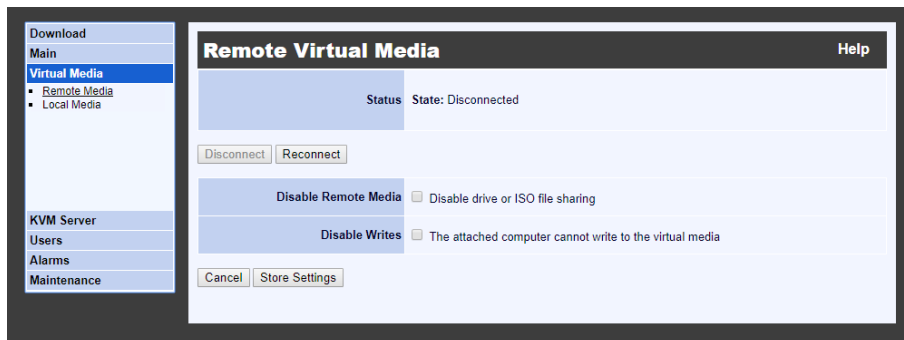 Download
Main
Virtual Media
Remote Media
Local Media
KVM Server
Users
Alarms
Maintenance
Remote Virtual Media Help
Status State: Disconnected
Disconnect Reconnect
Disable Remote Media Disable drive or ISO file sharing
Disable Writes The attached computer cannot write to the virtual media
Cancel Store Settings